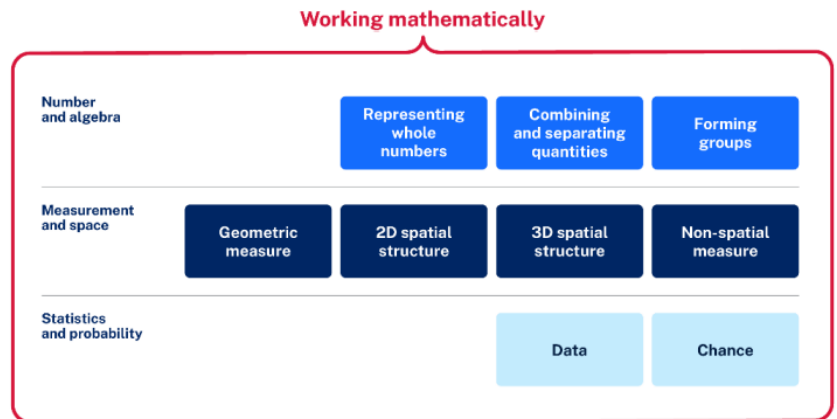 Working mathematically
Number
and algebra
Representing
whole
numbers
Combining
and separating
quantities
Forming
groups
Measurement
and space
Geometric
measure
2D spatial
structure
3D spatial
structure
Non-spatial
measure
Statistics
and probability
Data
Chance